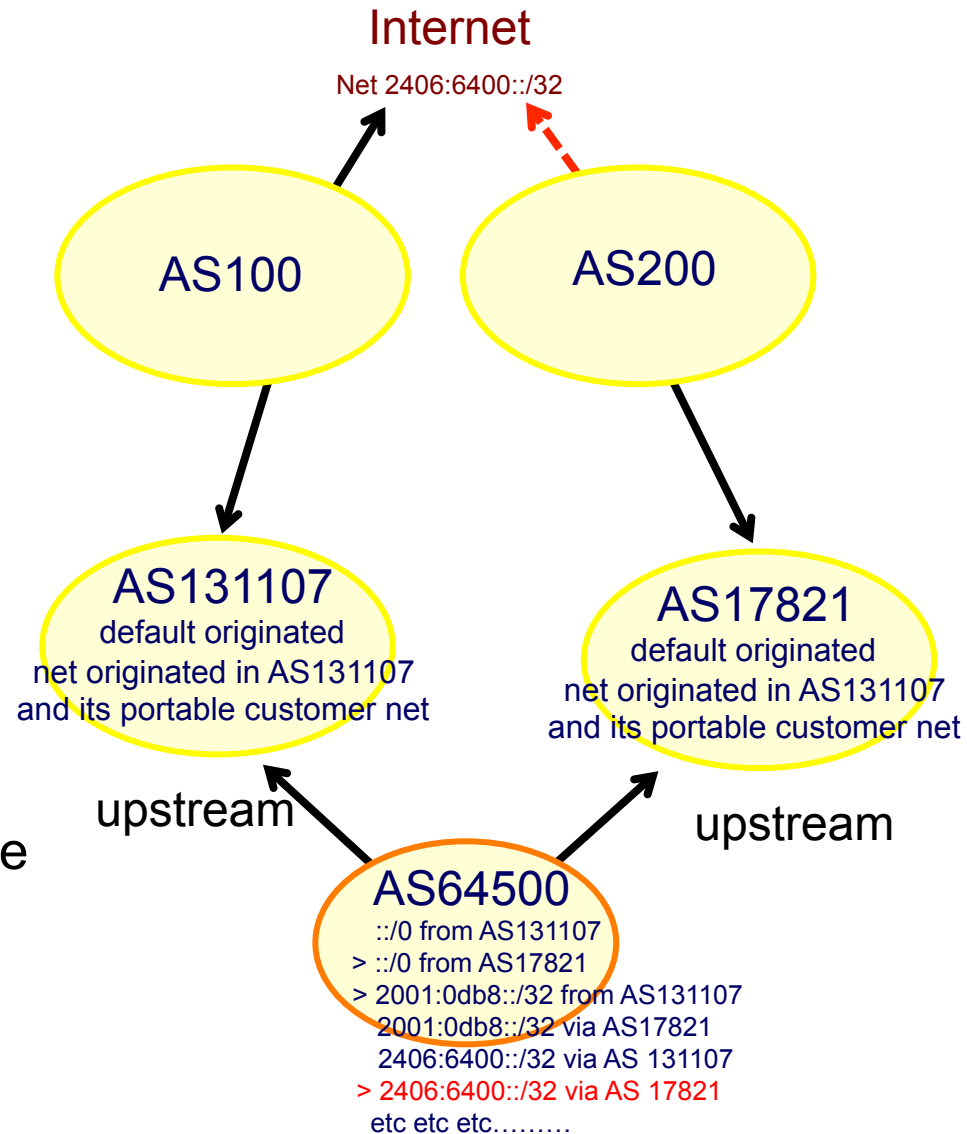 Internet
Net 2406:6400::/32
AS100
AS200
AS131107
default originated
net originated in AS131107
and its portable customer net
AS17821
default originated
net originated in AS131107
and its portable customer net
upstream
upstream
e
AS64500
::/0 from AS131107
> ::/0 from AS17821
> 2001:0db8::/32 from AS131107
2001:0db8::/32 via AS17821
2406:6400::/32 via AS 131107
> 2406:6400::/32 via AS 17821
etc etc etc………